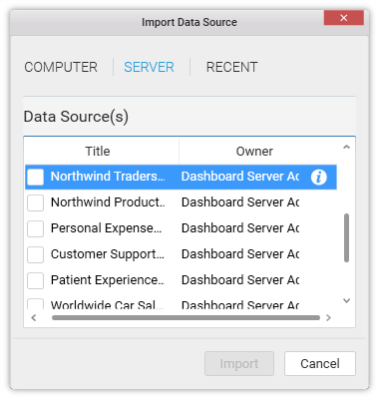 Import Data Source
COMPUTER SERVER RECENT
Data Source(s)
Title Owner
Northwind Traders... Dashboard Server Ac
Northwind Product.. Dashboard Server Ac
Personal Expense... Dashboard Server Ac
Customer Support... Dashboard Server Ac
Patient Experience... Dashboard Server Ac
Worldwide Car Sal... Dashboard Server Ac
Import Cancel